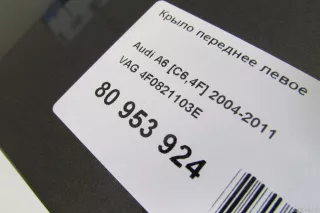 Крыло переднее левое
Audi A6 [C6,4F] 2004-2011
VAG 4F0821103E
80 953 924